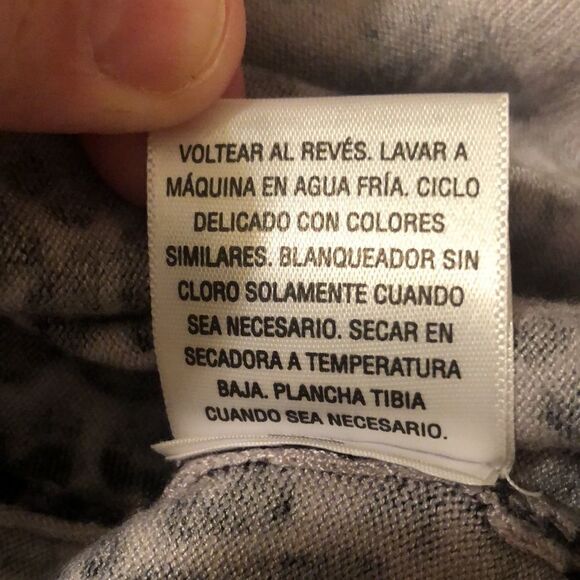 VOLTEAR AL REVÉS. LAVAR A
MÁQUINA EN AGUA FRÍA. CICLO
DELICADO CON COLORES
SIMILARES. BLANQUEADOR SIN
CLORO SOLAMENTE CUANDO
SEA NECESARIO. SECAR EN
SECADORA A TEMPERATURA
BAJA. PLANCHA TIBIA
CUANDO SEA NECESARIO.